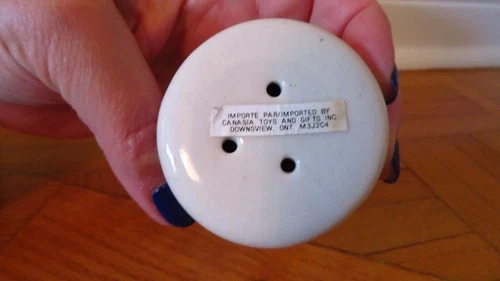 IMPORTE PAR/IMPORTED BY
CANASIA TOYS AND GIFTS INC.
DOWNSVIEW, ONT. M3J2C4